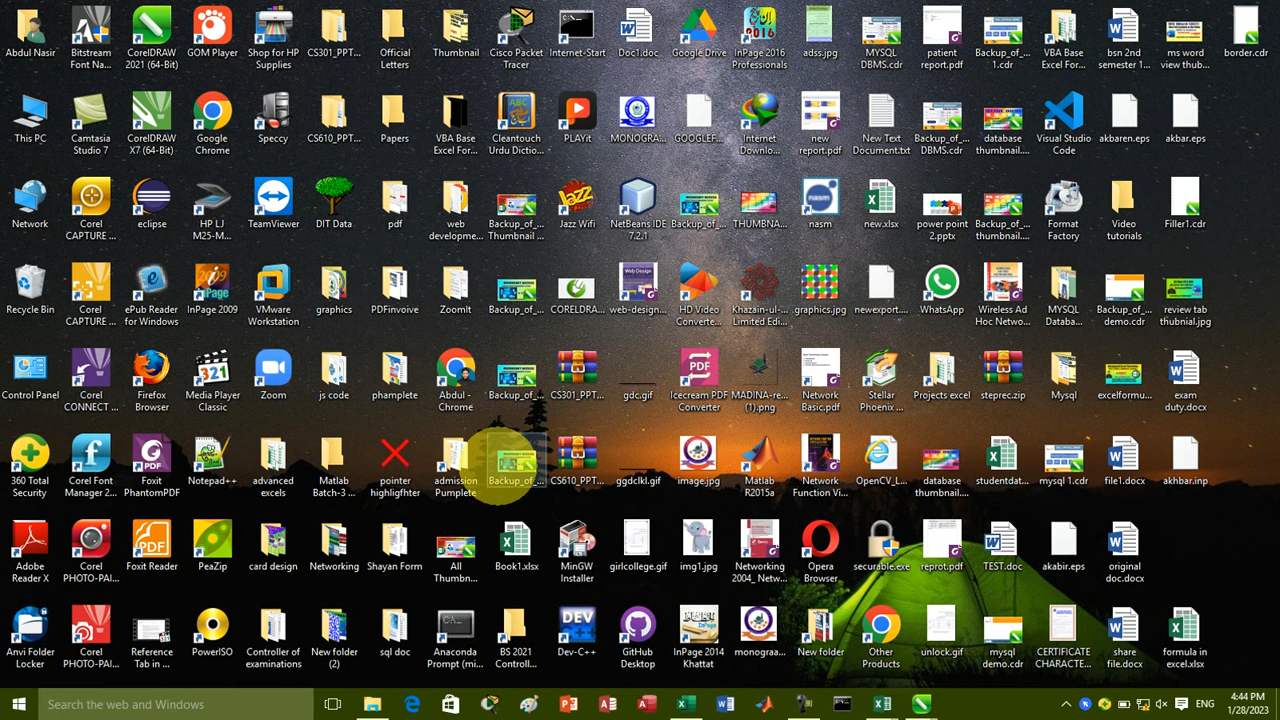 Abdul Nasir
Bitstream Font Na...
CorelDRAW 2021 (64-Bit)
GOM Player
Shop for HP Supplies
CS301_PPT...
Official Letters
Thumbnail
Cisco Packet Tracer
Internet-Start
Doc1.doc
Google Drive
InPage 2016 Professionals
adss.jpg
MYSQL DBMS.cdr
patient report.pdf
Backup_of_... 1.cdr
VBA Base Excel For...
bsn 2nd semester 1...
ms word view thub...
border.cdr
This PC
Camtasia Studio 7
CorelDRAW X7 (64-Bit)
Google Chrome
Speccy
CS610_PPT...
Papers
VBA Base Excel For...
Cleantouch Urdu Dictio...
PLAYit
MONOGRA...
GOOGLEF...
Internet Downlo...
new report.pdf
New Text Document.txt
Backup_of_... DBMS.cdr
database thumbnail....
Visual Studio Code
akbaren.eps
akbar.eps
Network
Corel CAPTURE ...
eclipse
HP LJ M25-M...
TeamViewer
DIT Data
pdf
web developme...
Backup_of_... Thumbnail ...
Jazz Wifi
NetBeans IDE 7.2.1
Backup_of_...
THUMBNA...
nasm
new.xlsx
power point 2.pptx
Backup_of_... thumbnail....
Format Factory
Video tutorials
Filler1.cdr
Recycle Bin
Corel CAPTURE ...
ePub Reader for Windows
InPage 2009
VMware Workstation
graphics
PDFinvoive
ZoomIt
Backup_of_...
CORELDRA...
web-design...
HD Video Converte...
Khazain-ul-... Limited Edi...
graphics.jpg
newexport....
WhatsApp
Wireless Ad Hoc Netwo...
MYSQL Databa...
Backup_of_... demo.cdr
review tab thubnial.jpg
Control Panel
Corel CONNECT ...
Firefox Browser
Media Player Classic
Zoom
js code
phamplete
Abdul - Chrome
Backup_of_...
CS301_PPT...
gdc.gif
Icecream PDF Converter
MADINA-re... (1).png
Network Basic.pdf
Stellar Phoenix ...
Projects excel
steprec.zip
Mysql
excelformu...
exam duty.docx
360 Total Security
Corel Font Manager 2...
Foxit PhantomPDF
Notepad++
advanced excels
Matlab Batch-3 ...
pointer highligfhter
admission Pumplete
Backup_of_...
CS610_PPT...
ggdclkl.gif
image.jpg
Matlab R2015a
Network Function Vi...
OpenCV_L...
database thumbnail....
studentdat...
mysql 1.cdr
file1.docx
akhbar.inp
Adobe Reader X
Corel PHOTO-PAI...
Foxit Reader
PeaZip
card design
Networking
Shayan Form
All Thumbn...
Book1.xlsx
MinGW Installer
girlcollege.gif
img1.jpg
Networking 2004_ Netw...
Opera Browser
securable.exe
reprot.pdf
TEST.doc
akabir.eps
original doc.docx
Anvi Folder Locker
Corel PHOTO-PAI...
Reference Tab in ...
PowerISO
Controller of examinations
New folder (2)
sql doc
Anaconda Prompt (mi...
BS 2021 Controll...
Dev-C++
GitHub Desktop
InPage 2014 Khattat
monograa...
New folder
Other Products
unlock.gif
mysql demo.cdr
CERTIFICATE CHARACTE...
share file.docx
formula in excel.xlsx
Search the web and Windows
ENG
4:44 PM
1/28/2023